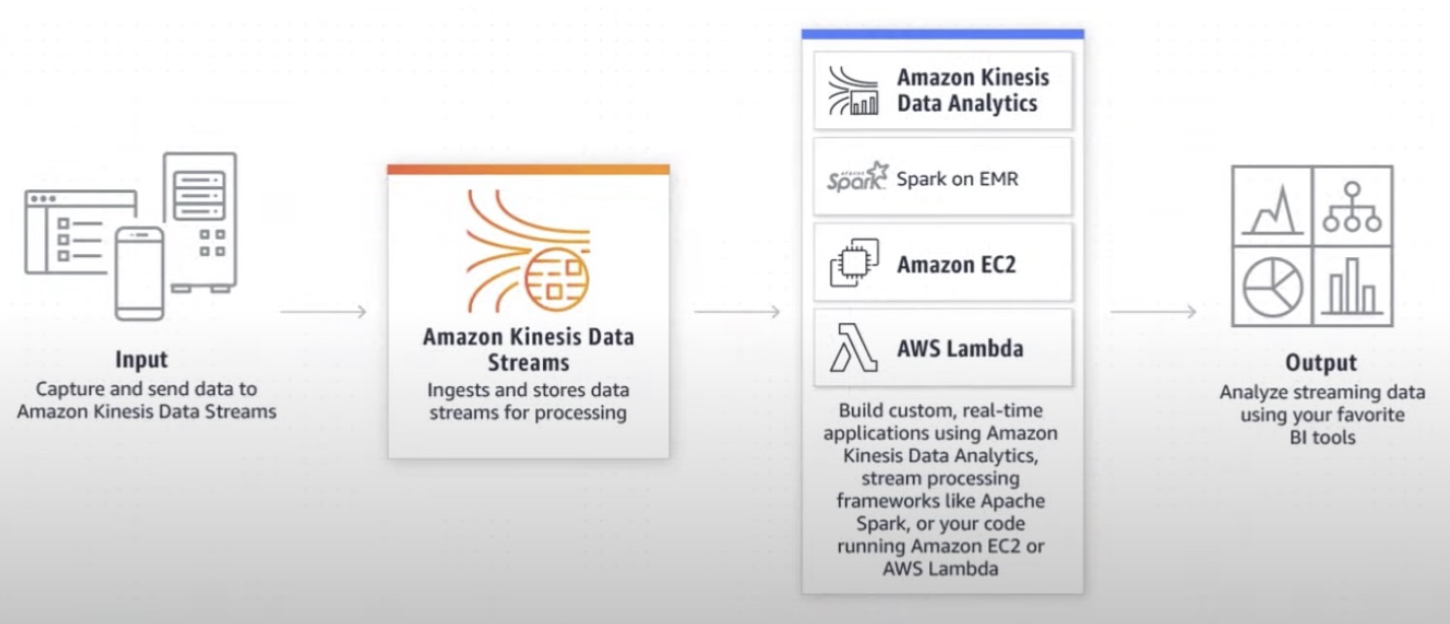 Input
Capture and send data to
Amazon Kinesis Data Streams
Amazon Kinesis Data
Streams
Ingests and stores data
streams for processing
Amazon Kinesis
Data Analytics
APACHE
Spark
Spark on EMR
Amazon EC2
AWS Lambda
Build custom, real-time
applications using Amazon
Kinesis Data Analytics,
stream processing
frameworks like Apache
Spark, or your code
running Amazon EC2 or
AWS Lambda
Output
Analyze streaming data
using your favorite
BI tools